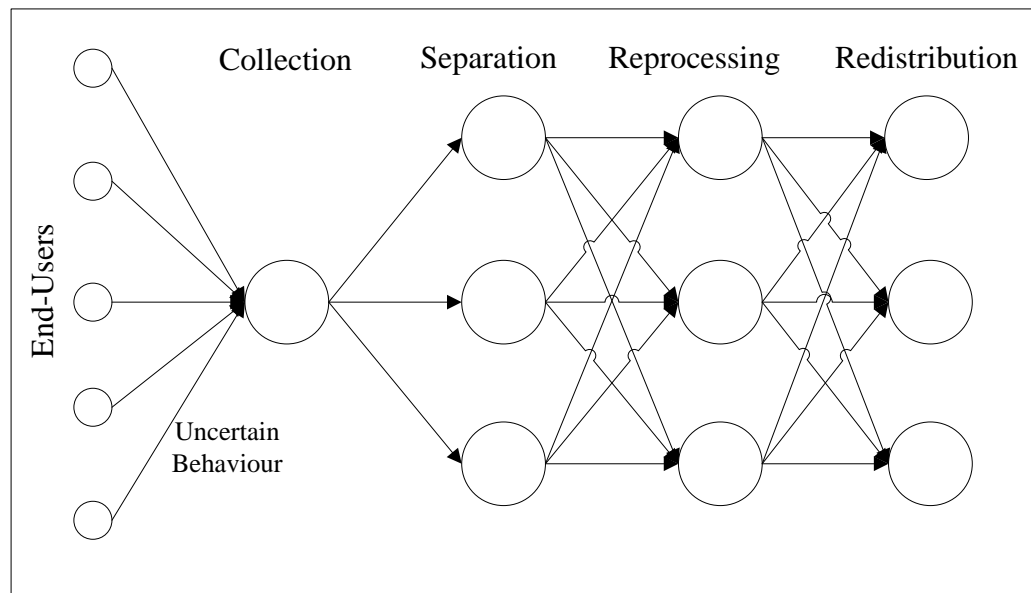 Collection
Separation
Reprocessing
Redistribution
End-Users
Uncertain
Behaviour